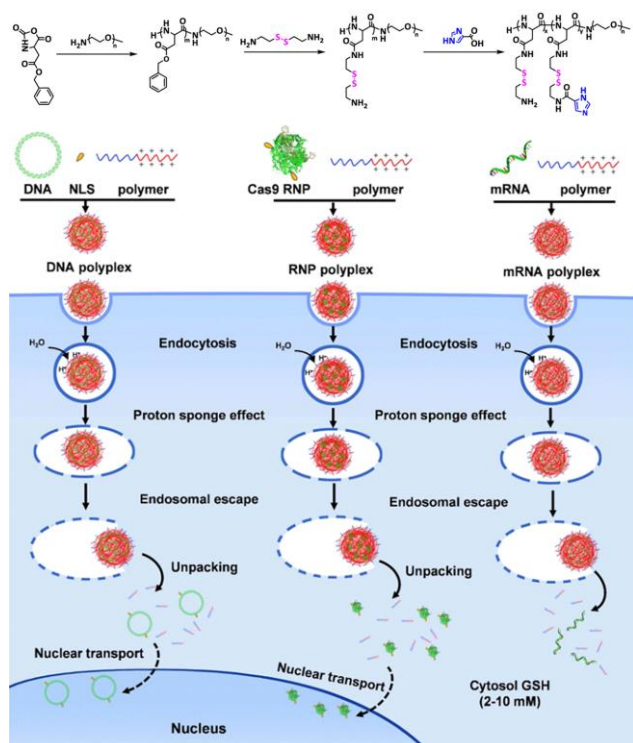 DNA NLS polymer
Cas9 RNP polymer
mRNA polymer
DNA polyplex
RNP polyplex
mRNA polyplex
Endocytosis
Endocytosis
H₂O
H⁺
H⁺
H₂O
H⁺
H⁺
H₂O
H⁺
H⁺
Proton sponge effect
Proton sponge effect
Endosomal escape
Endosomal escape
Unpacking
Unpacking
Nuclear transport
Nuclear transport
Cytosol GSH
(2-10 mM)
Nucleus